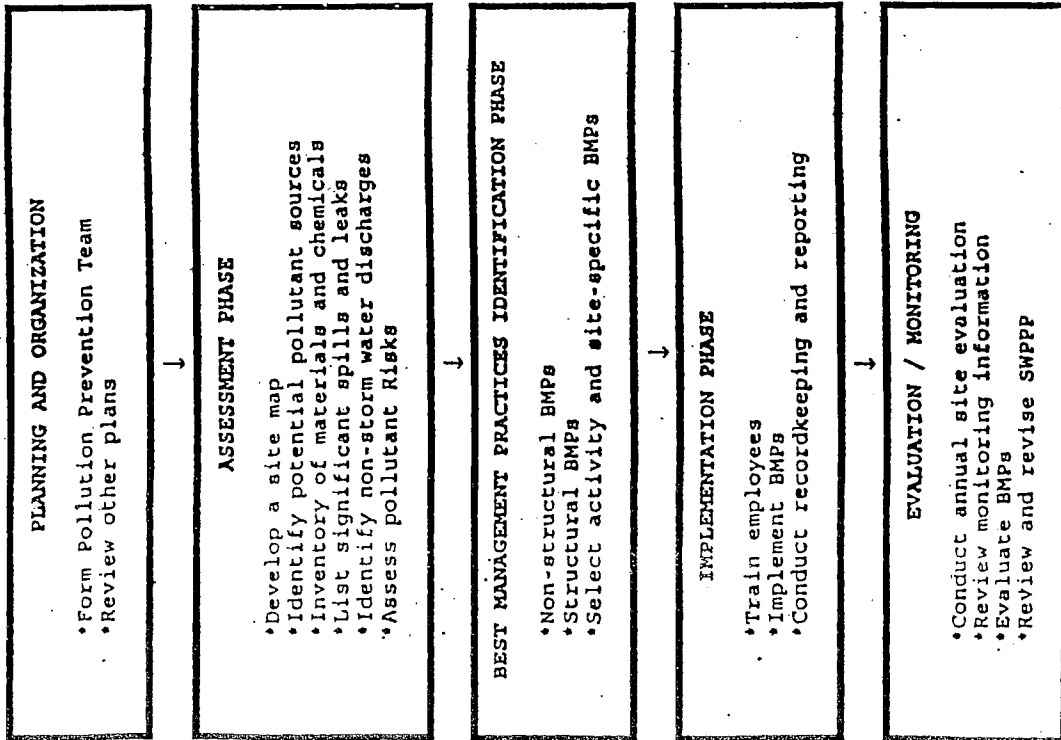 PLANNING AND ORGANIZATION
*Form Pollution Prevention Team
*Review other plans
↓
ASSESSMENT PHASE
*Develop a site map
*Identify potential pollutant sources
*Inventory of materials and chemicals
*List significant spills and leaks
*Identify non-storm water discharges
*Assess pollutant Risks
↓
BEST MANAGEMENT PRACTICES IDENTIFICATION PHASE
*Non-structural BMPs
*Structural BMPs
*Select activity and site-specific BMPs
↓
IMPLEMENTATION PHASE
*Train employees
*Implement BMPs
*Conduct recordkeeping and reporting
↓
EVALUATION / MONITORING
*Conduct annual site evaluation
*Review monitoring information
*Evaluate BMPs
*Review and revise SWPPP